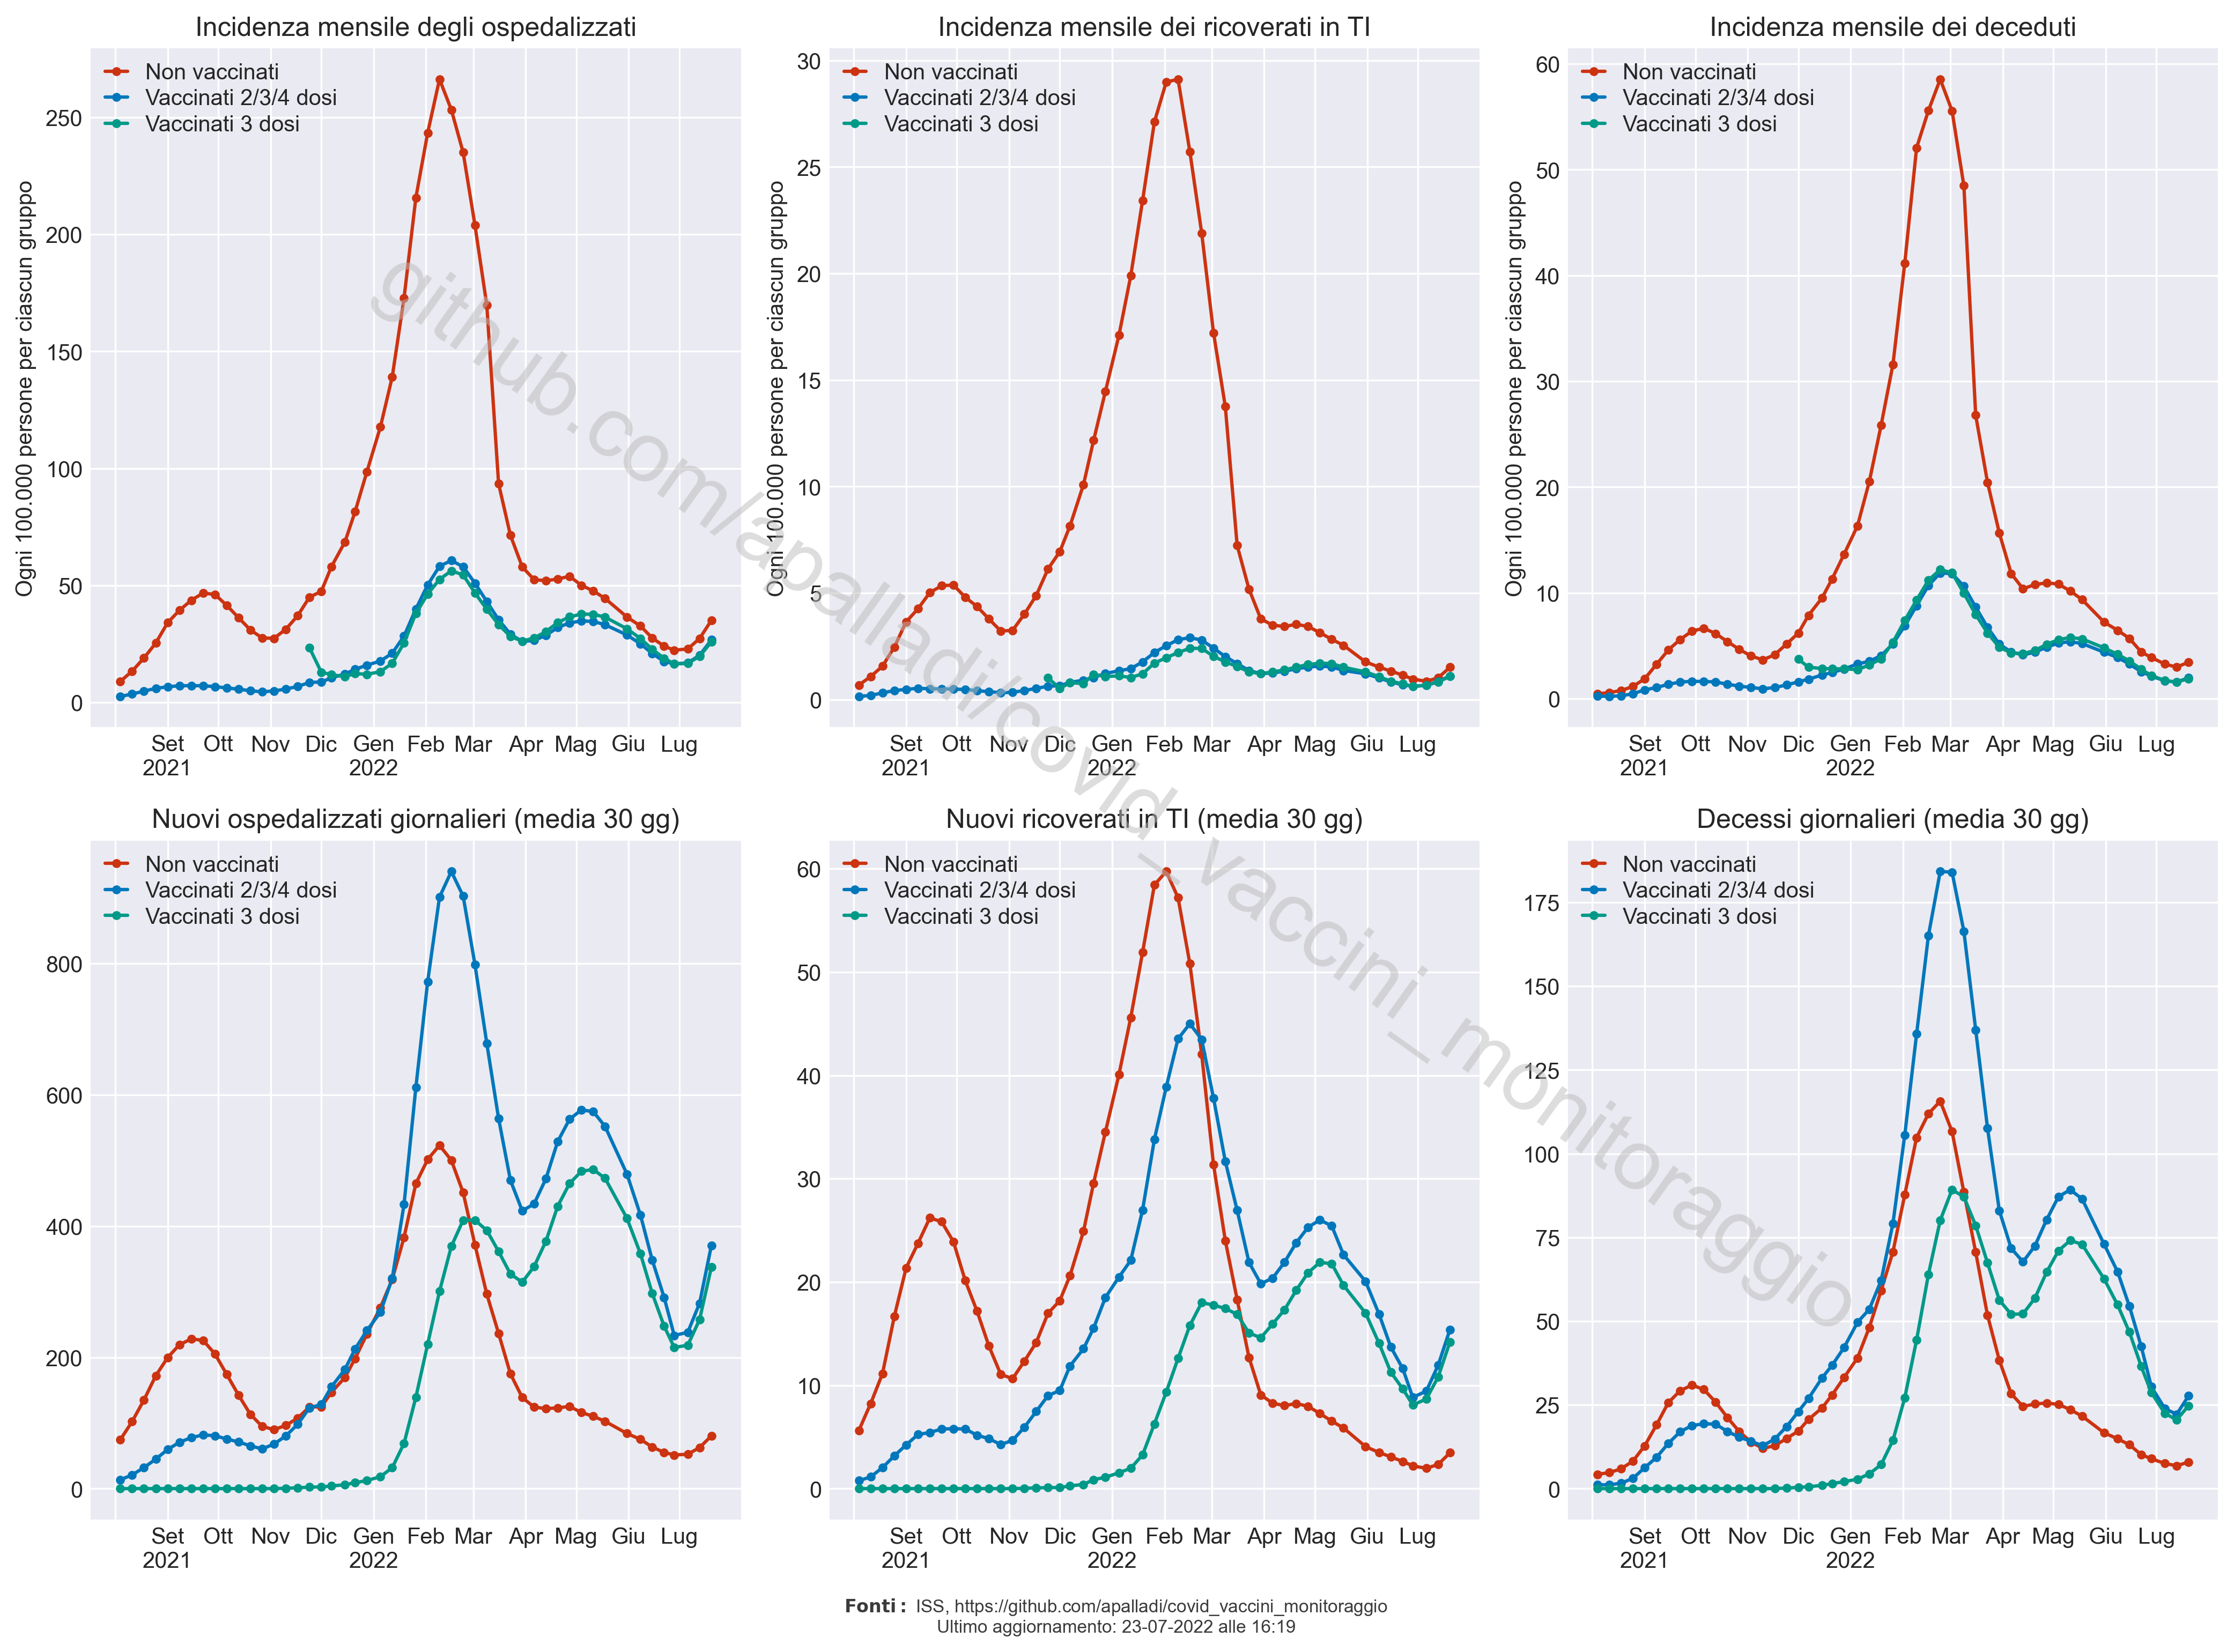 Incidenza mensile degli ospedalizzati
Ogni 100.000 persone per ciascun gruppo
250
200
150
100
50
0
Non vaccinati
Vaccinati 2/3/4 dosi
Vaccinati 3 dosi
Set Ott Nov Dic Gen Feb Mar Apr Mag Giu Lug
2021 2022
Incidenza mensile dei ricoverati in TI
Ogni 100.000 persone per ciascun gruppo
30
25
20
15
10
5
0
Non vaccinati
Vaccinati 2/3/4 dosi
Vaccinati 3 dosi
Set Ott Nov Dic Gen Feb Mar Apr Mag Giu Lug
2021 2022
Incidenza mensile dei deceduti
Ogni 100.000 persone per ciascun gruppo
60
50
40
30
20
10
0
Non vaccinati
Vaccinati 2/3/4 dosi
Vaccinati 3 dosi
Set Ott Nov Dic Gen Feb Mar Apr Mag Giu Lug
2021 2022
Nuovi ospedalizzati giornalieri (media 30 gg)
800
600
400
200
0
Non vaccinati
Vaccinati 2/3/4 dosi
Vaccinati 3 dosi
Set Ott Nov Dic Gen Feb Mar Apr Mag Giu Lug
2021 2022
Nuovi ricoverati in TI (media 30 gg)
60
50
40
30
20
10
0
Non vaccinati
Vaccinati 2/3/4 dosi
Vaccinati 3 dosi
Set Ott Nov Dic Gen Feb Mar Apr Mag Giu Lug
2021 2022
Decessi giornalieri (media 30 gg)
175
150
125
100
75
50
25
0
Non vaccinati
Vaccinati 2/3/4 dosi
Vaccinati 3 dosi
Set Ott Nov Dic Gen Feb Mar Apr Mag Giu Lug
2021 2022
github.com/apalladi/covid_vaccini_monitoraggio
Fonti: ISS, https://github.com/apalladi/covid_vaccini_monitoraggio
Ultimo aggiornamento: 23-07-2022 alle 16:19